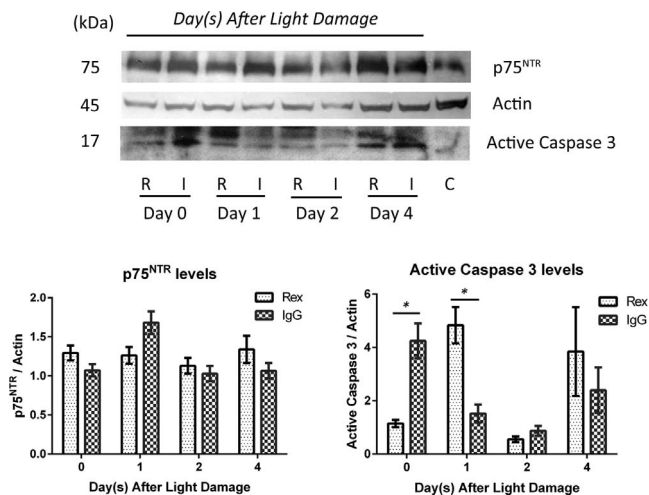 (kDa) Day(s) After Light Damage
75 p75NTR
45 Actin
17 Active Caspase 3
R I R I R I R I C
Day 0 Day 1 Day 2 Day 4
p75NTR levels
p75NTR / Actin
2.0
1.5
1.0
0.5
0.0
0 1 2 4
Day(s) After Light Damage
Rex
IgG
Active Caspase 3 levels
Active Caspase 3 / Actin
6
4
2
0
* *
0 1 2 4
Day(s) After Light Damage
Rex
IgG